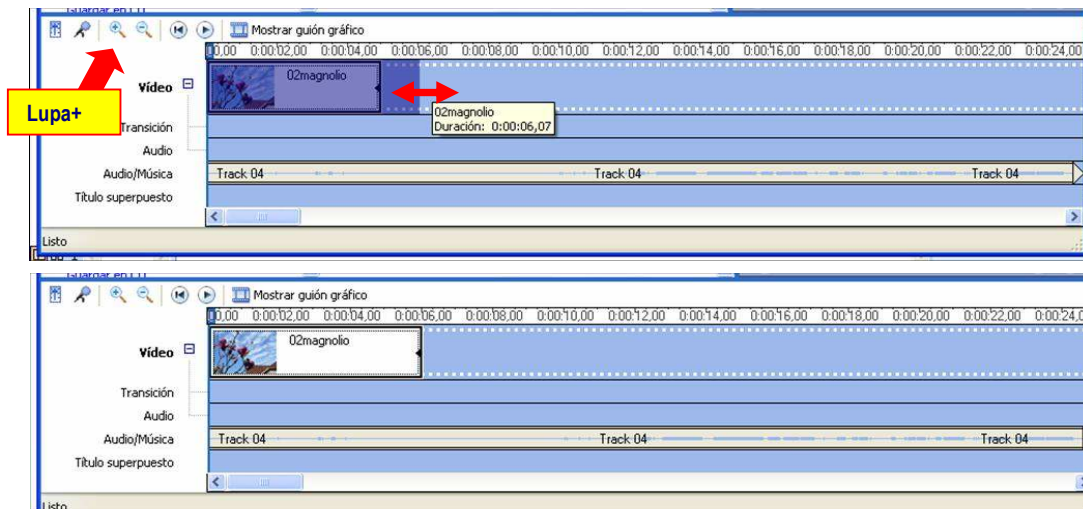 Guardar en CD
Mostrar guión gráfico
0,00 0:00:02,00 0:00:04,00 0:00:06,00 0:00:08,00 0:00:10,00 0:00:12,00 0:00:14,00 0:00:16,00 0:00:18,00 0:00:20,00 0:00:22,00 0:00:24,00
Vídeo
02magnolio
Lupa+
02magnolio
Duración: 0:00:06,07
Transición
Audio
Audio/Música
Track 04 Track 04 Track 04
Título superpuesto
Listo
Guardar en CD
Mostrar guión gráfico
0,00 0:00:02,00 0:00:04,00 0:00:06,00 0:00:08,00 0:00:10,00 0:00:12,00 0:00:14,00 0:00:16,00 0:00:18,00 0:00:20,00 0:00:22,00 0:00:24,0
Vídeo
02magnolio
Transición
Audio
Audio/Música
Track 04 Track 04 Track 04
Título superpuesto
Listo